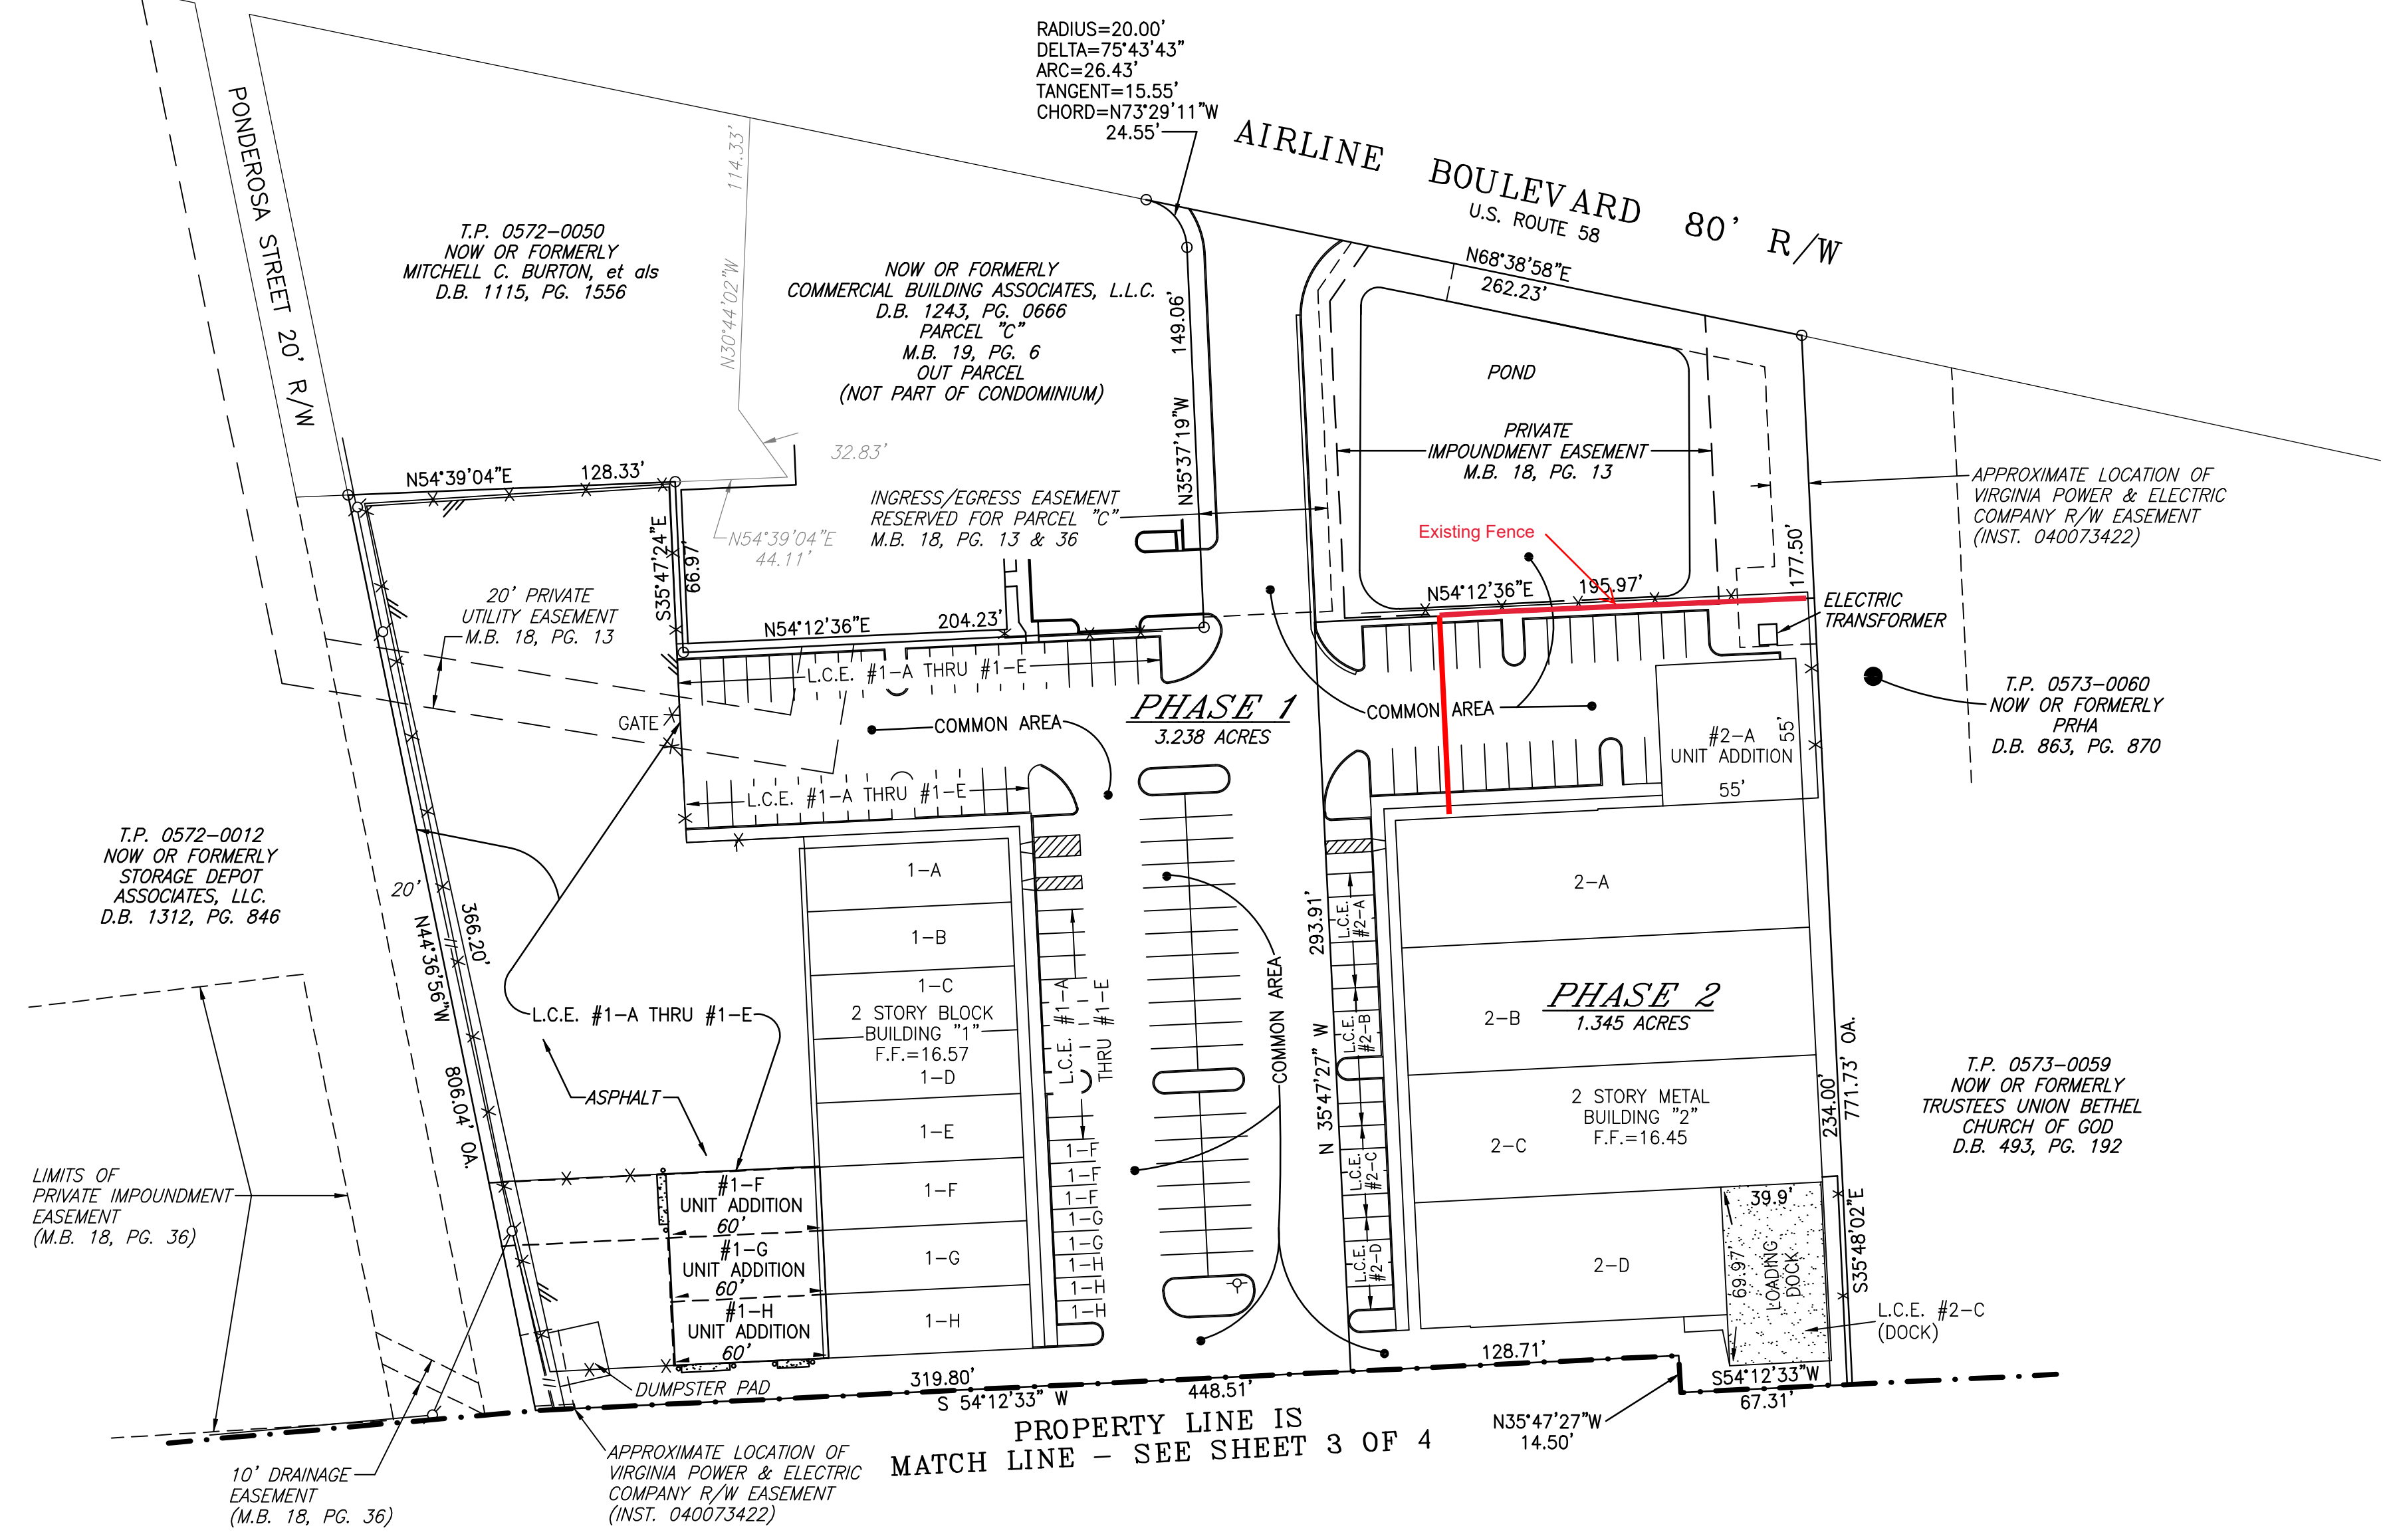 RADIUS=20.00'
DELTA=75°43'43"
ARC=26.43'
TANGENT=15.55'
CHORD=N73°29'11"W
24.55'
AIRLINE BOULEVARD 80' R/W
U.S. ROUTE 58
N68°38'58"E
262.23'
PONDEROSA STREET 20' R/W
T.P. 0572-0050
NOW OR FORMERLY
MITCHELL C. BURTON, et als
D.B. 1115, PG. 1556
114.33'
N30°44'02"W
NOW OR FORMERLY
COMMERCIAL BUILDING ASSOCIATES, L.L.C.
D.B. 1243, PG. 0666
PARCEL "C"
M.B. 19, PG. 6
OUT PARCEL
(NOT PART OF CONDOMINIUM)
32.83'
149.06'
N35°37'19"W
POND
PRIVATE
IMPOUNDMENT EASEMENT
M.B. 18, PG. 13
APPROXIMATE LOCATION OF
VIRGINIA POWER & ELECTRIC
COMPANY R/W EASEMENT
(INST. 040073422)
N54°39'04"E 128.33'
INGRESS/EGRESS EASEMENT
RESERVED FOR PARCEL "C"
M.B. 18, PG. 13 & 36
N54°39'04"E
44.11'
S35°47'24"E
66.97'
Existing Fence
177.50'
N54°12'36"E 195.97'
ELECTRIC
TRANSFORMER
20' PRIVATE
UTILITY EASEMENT
M.B. 18, PG. 13
N54°12'36"E 204.23'
L.C.E. #1-A THRU #1-E
PHASE 1
3.238 ACRES
GATE
COMMON AREA
COMMON AREA
#2-A
UNIT ADDITION
55'
55'
T.P. 0573-0060
NOW OR FORMERLY
PRHA
D.B. 863, PG. 870
L.C.E. #1-A THRU #1-E
T.P. 0572-0012
NOW OR FORMERLY
STORAGE DEPOT
ASSOCIATES, LLC.
D.B. 1312, PG. 846
20'
366.20'
N44°36'56"W
806.04' OA.
1-A
1-B
1-C
2 STORY BLOCK
BUILDING "1"
F.F.=16.57
1-D
1-E
1-F
1-G
1-H
L.C.E. #1-A
THRU #1-E
1-F
1-F
1-F
1-G
1-G
1-H
1-H
1-H
COMMON AREA
293.91'
N 35°47'27" W
L.C.E.
#2-A
L.C.E.
#2-B
L.C.E.
#2-C
L.C.E.
#2-D
2-A
PHASE 2
1.345 ACRES
2-B
2 STORY METAL
BUILDING "2"
F.F.=16.45
2-C
2-D
39.9'
69.97'
LOADING
DOCK
234.00'
771.73' OA.
S35°48'02"E
T.P. 0573-0059
NOW OR FORMERLY
TRUSTEES UNION BETHEL
CHURCH OF GOD
D.B. 493, PG. 192
L.C.E. #2-C
(DOCK)
L.C.E. #1-A THRU #1-E
ASPHALT
#1-F
UNIT ADDITION
60'
#1-G
UNIT ADDITION
60'
#1-H
UNIT ADDITION
60'
LIMITS OF
PRIVATE IMPOUNDMENT
EASEMENT
(M.B. 18, PG. 36)
DUMPSTER PAD
319.80'
S 54°12'33" W
448.51'
128.71'
S54°12'33"W
67.31'
N35°47'27"W
14.50'
PROPERTY LINE IS
MATCH LINE - SEE SHEET 3 OF 4
10' DRAINAGE
EASEMENT
(M.B. 18, PG. 36)
APPROXIMATE LOCATION OF
VIRGINIA POWER & ELECTRIC
COMPANY R/W EASEMENT
(INST. 040073422)